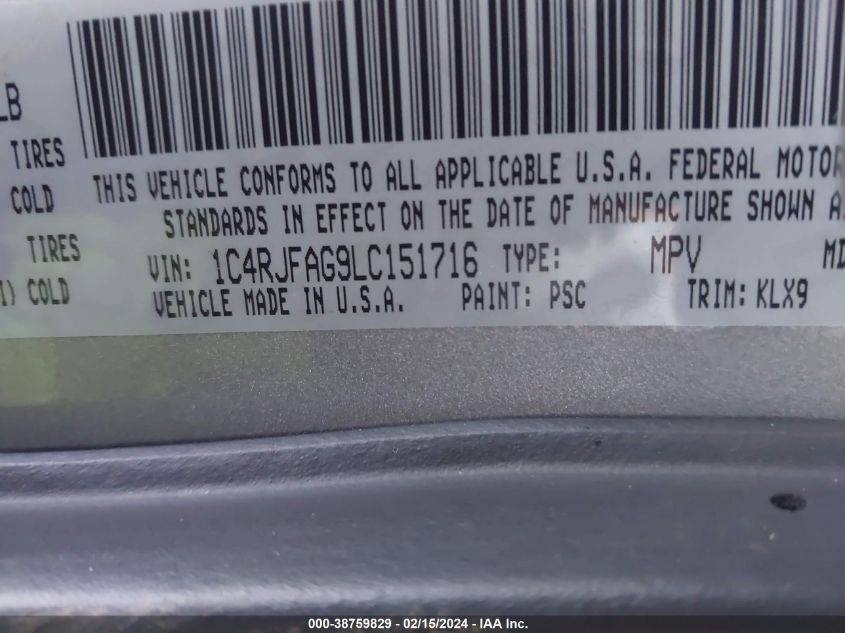 LB
TIRES
THIS VEHICLE CONFORMS TO ALL APPLICABLE U.S.A. FEDERAL MOTOR
COLD
STANDARDS IN EFFECT ON THE DATE OF MANUFACTURE SHOWN A
TIRES
VIN: 1C4RJFAG9LC151716 TYPE: MPV MD
) COLD
VEHICLE MADE IN U.S.A. PAINT: PSC TRIM: KLX9
000-38759829 - 02/15/2024 - IAA Inc.